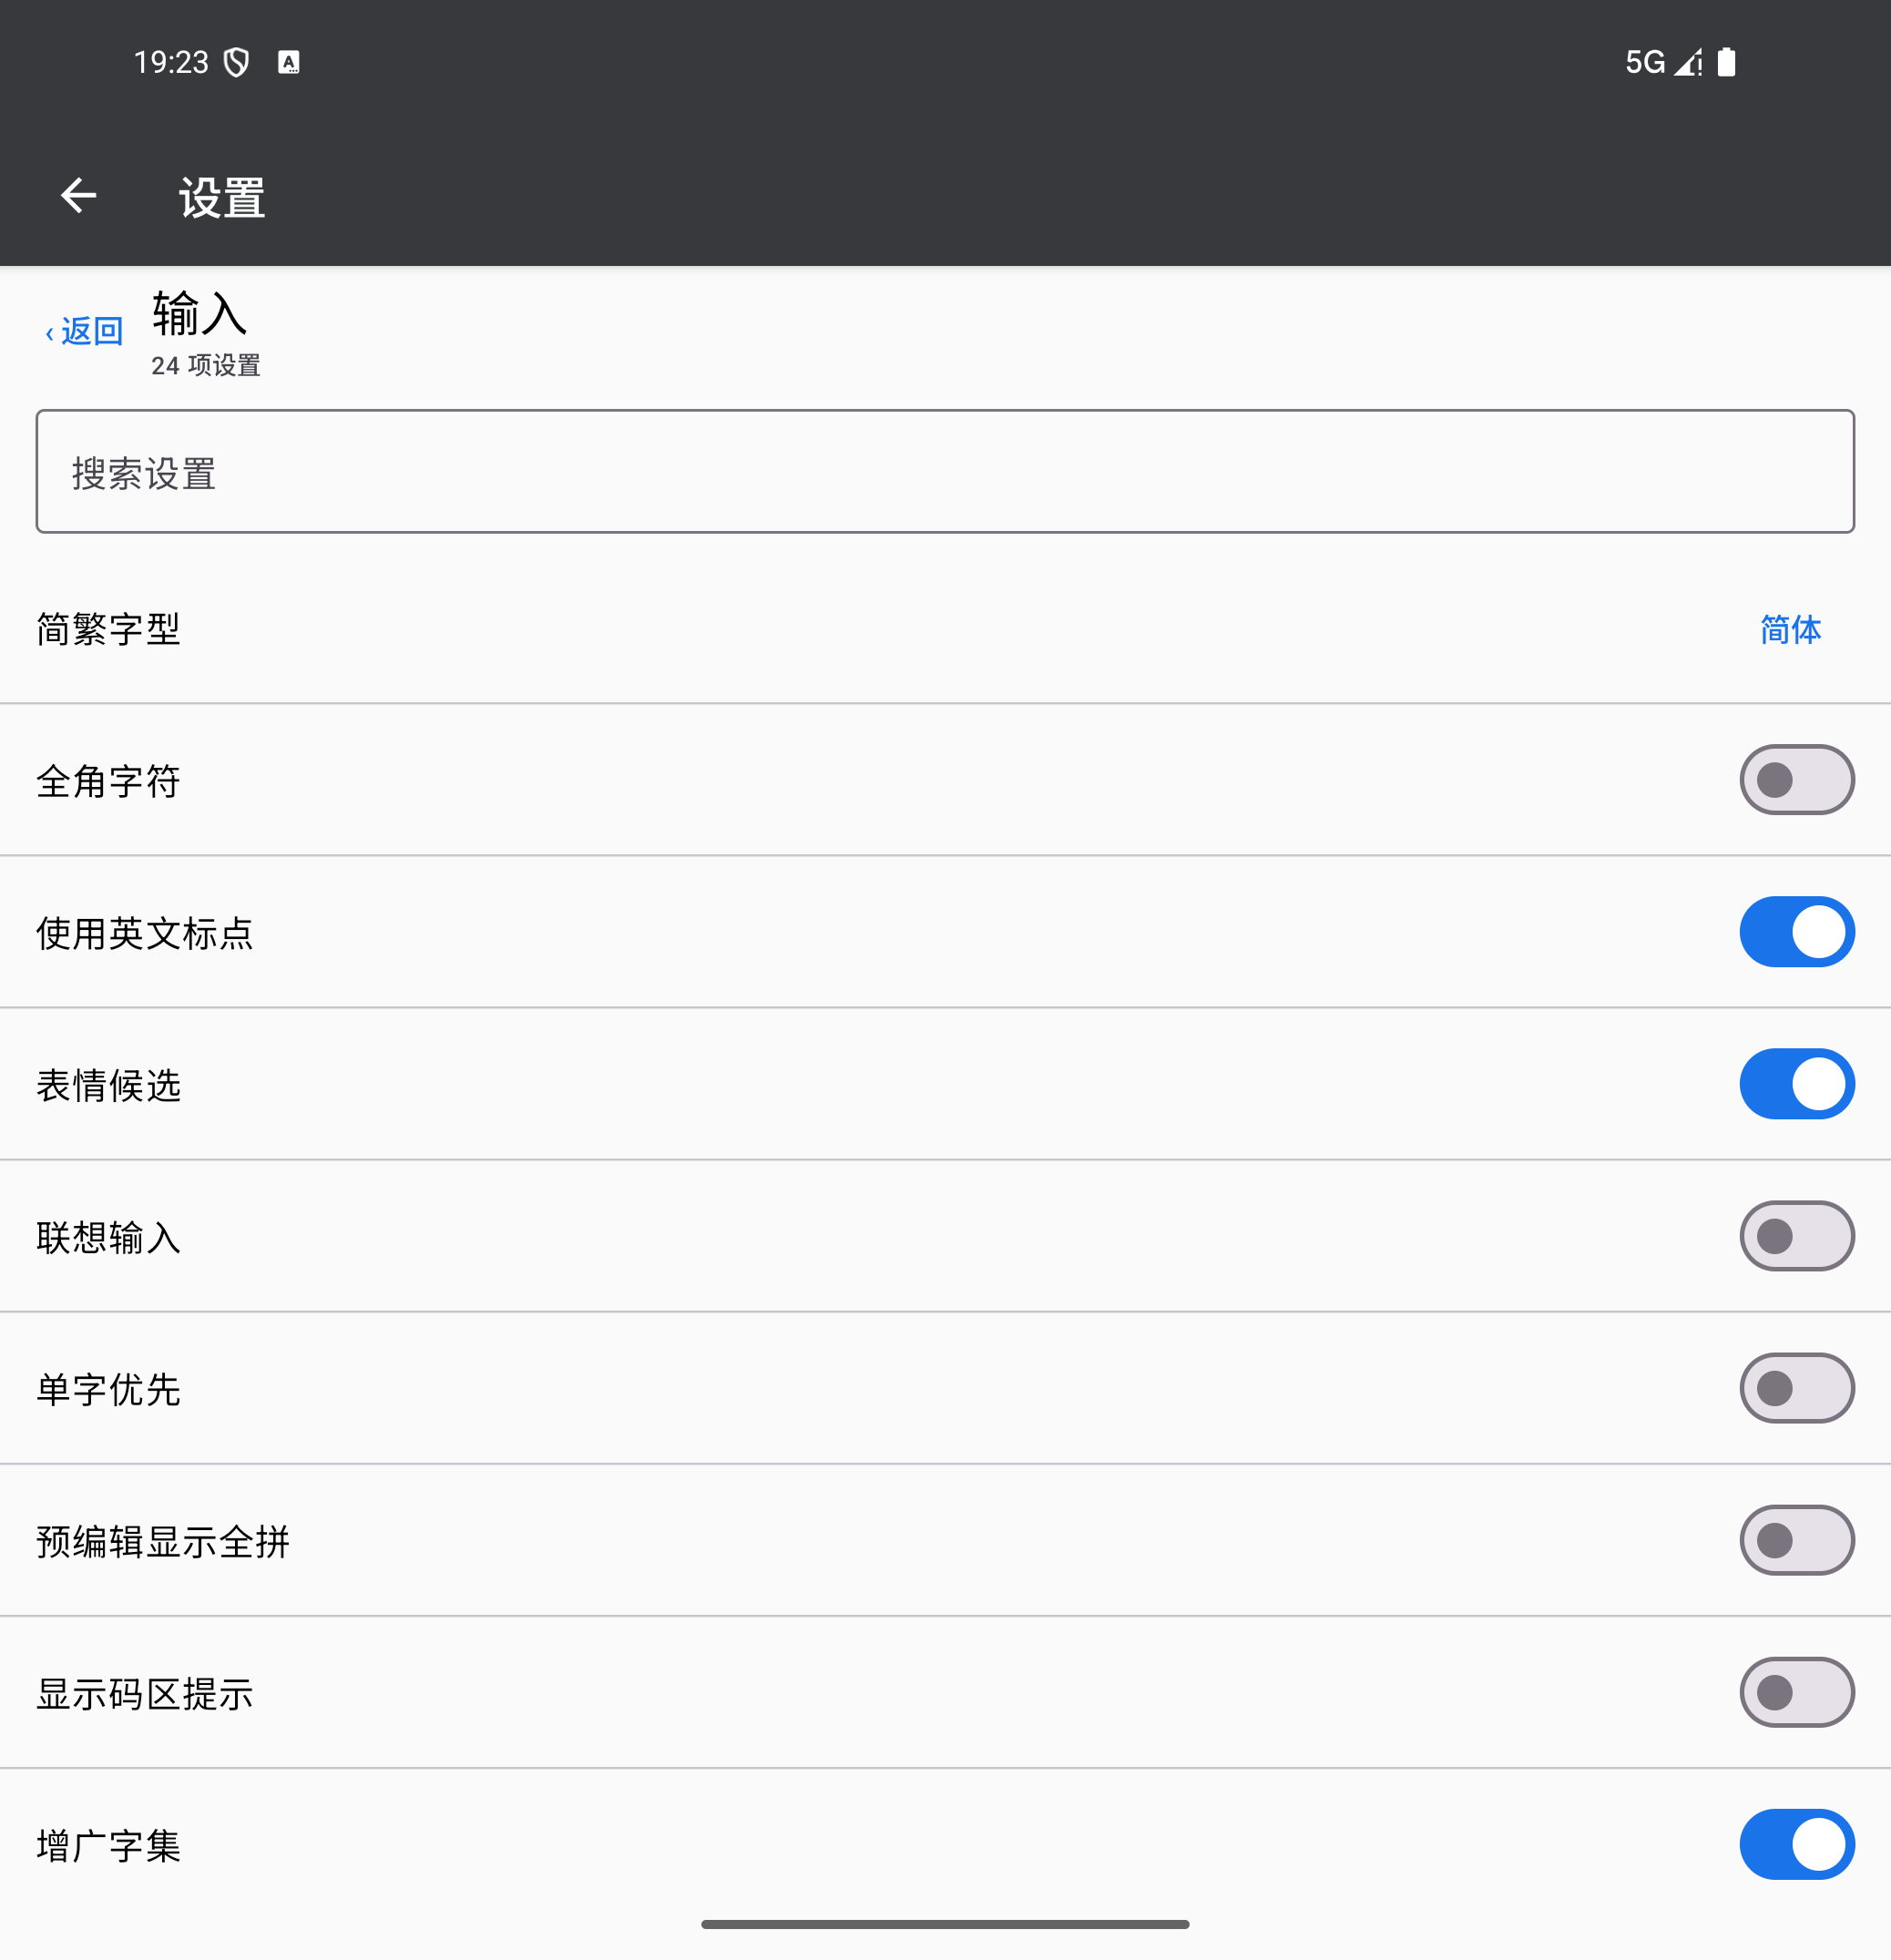 19:23
5G
设置
‹ 返回
输入
24 项设置
搜索设置
简繁字型
简体
全角字符
使用英文标点
表情候选
联想输入
单字优先
预编辑显示全拼
显示码区提示
增广字集